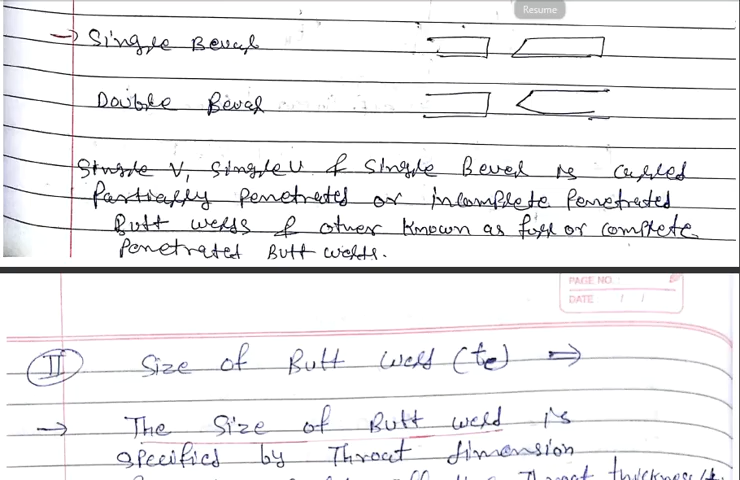 Resume
→ Single Bevel
Double Bevel
Single V, single U & single Bevel is called
Partially Penetrated or incomplete Penetrated
Butt welds & other known as full or complete
Penetrated Butt welds.
PAGE NO.
DATE / /
II Size of Butt weld (te) ⇒
→ The size of Butt weld is
specified by Throat dimension
Throat thickness